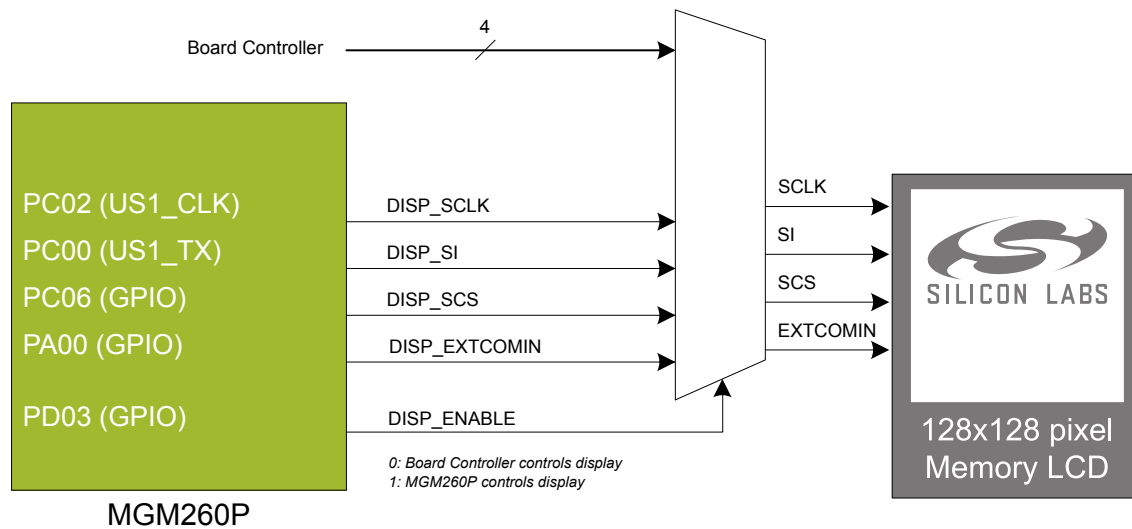 4
Board Controller
PC02 (US1_CLK)
DISP_SCLK
SCLK
PC00 (US1_TX)
DISP_SI
SI
PC06 (GPIO)
DISP_SCS
SCS
PA00 (GPIO)
DISP_EXTCOMIN
EXTCOMIN
PD03 (GPIO)
DISP_ENABLE
0: Board Controller controls display
1: MGM260P controls display
MGM260P
SILICON LABS
128x128 pixel
Memory LCD